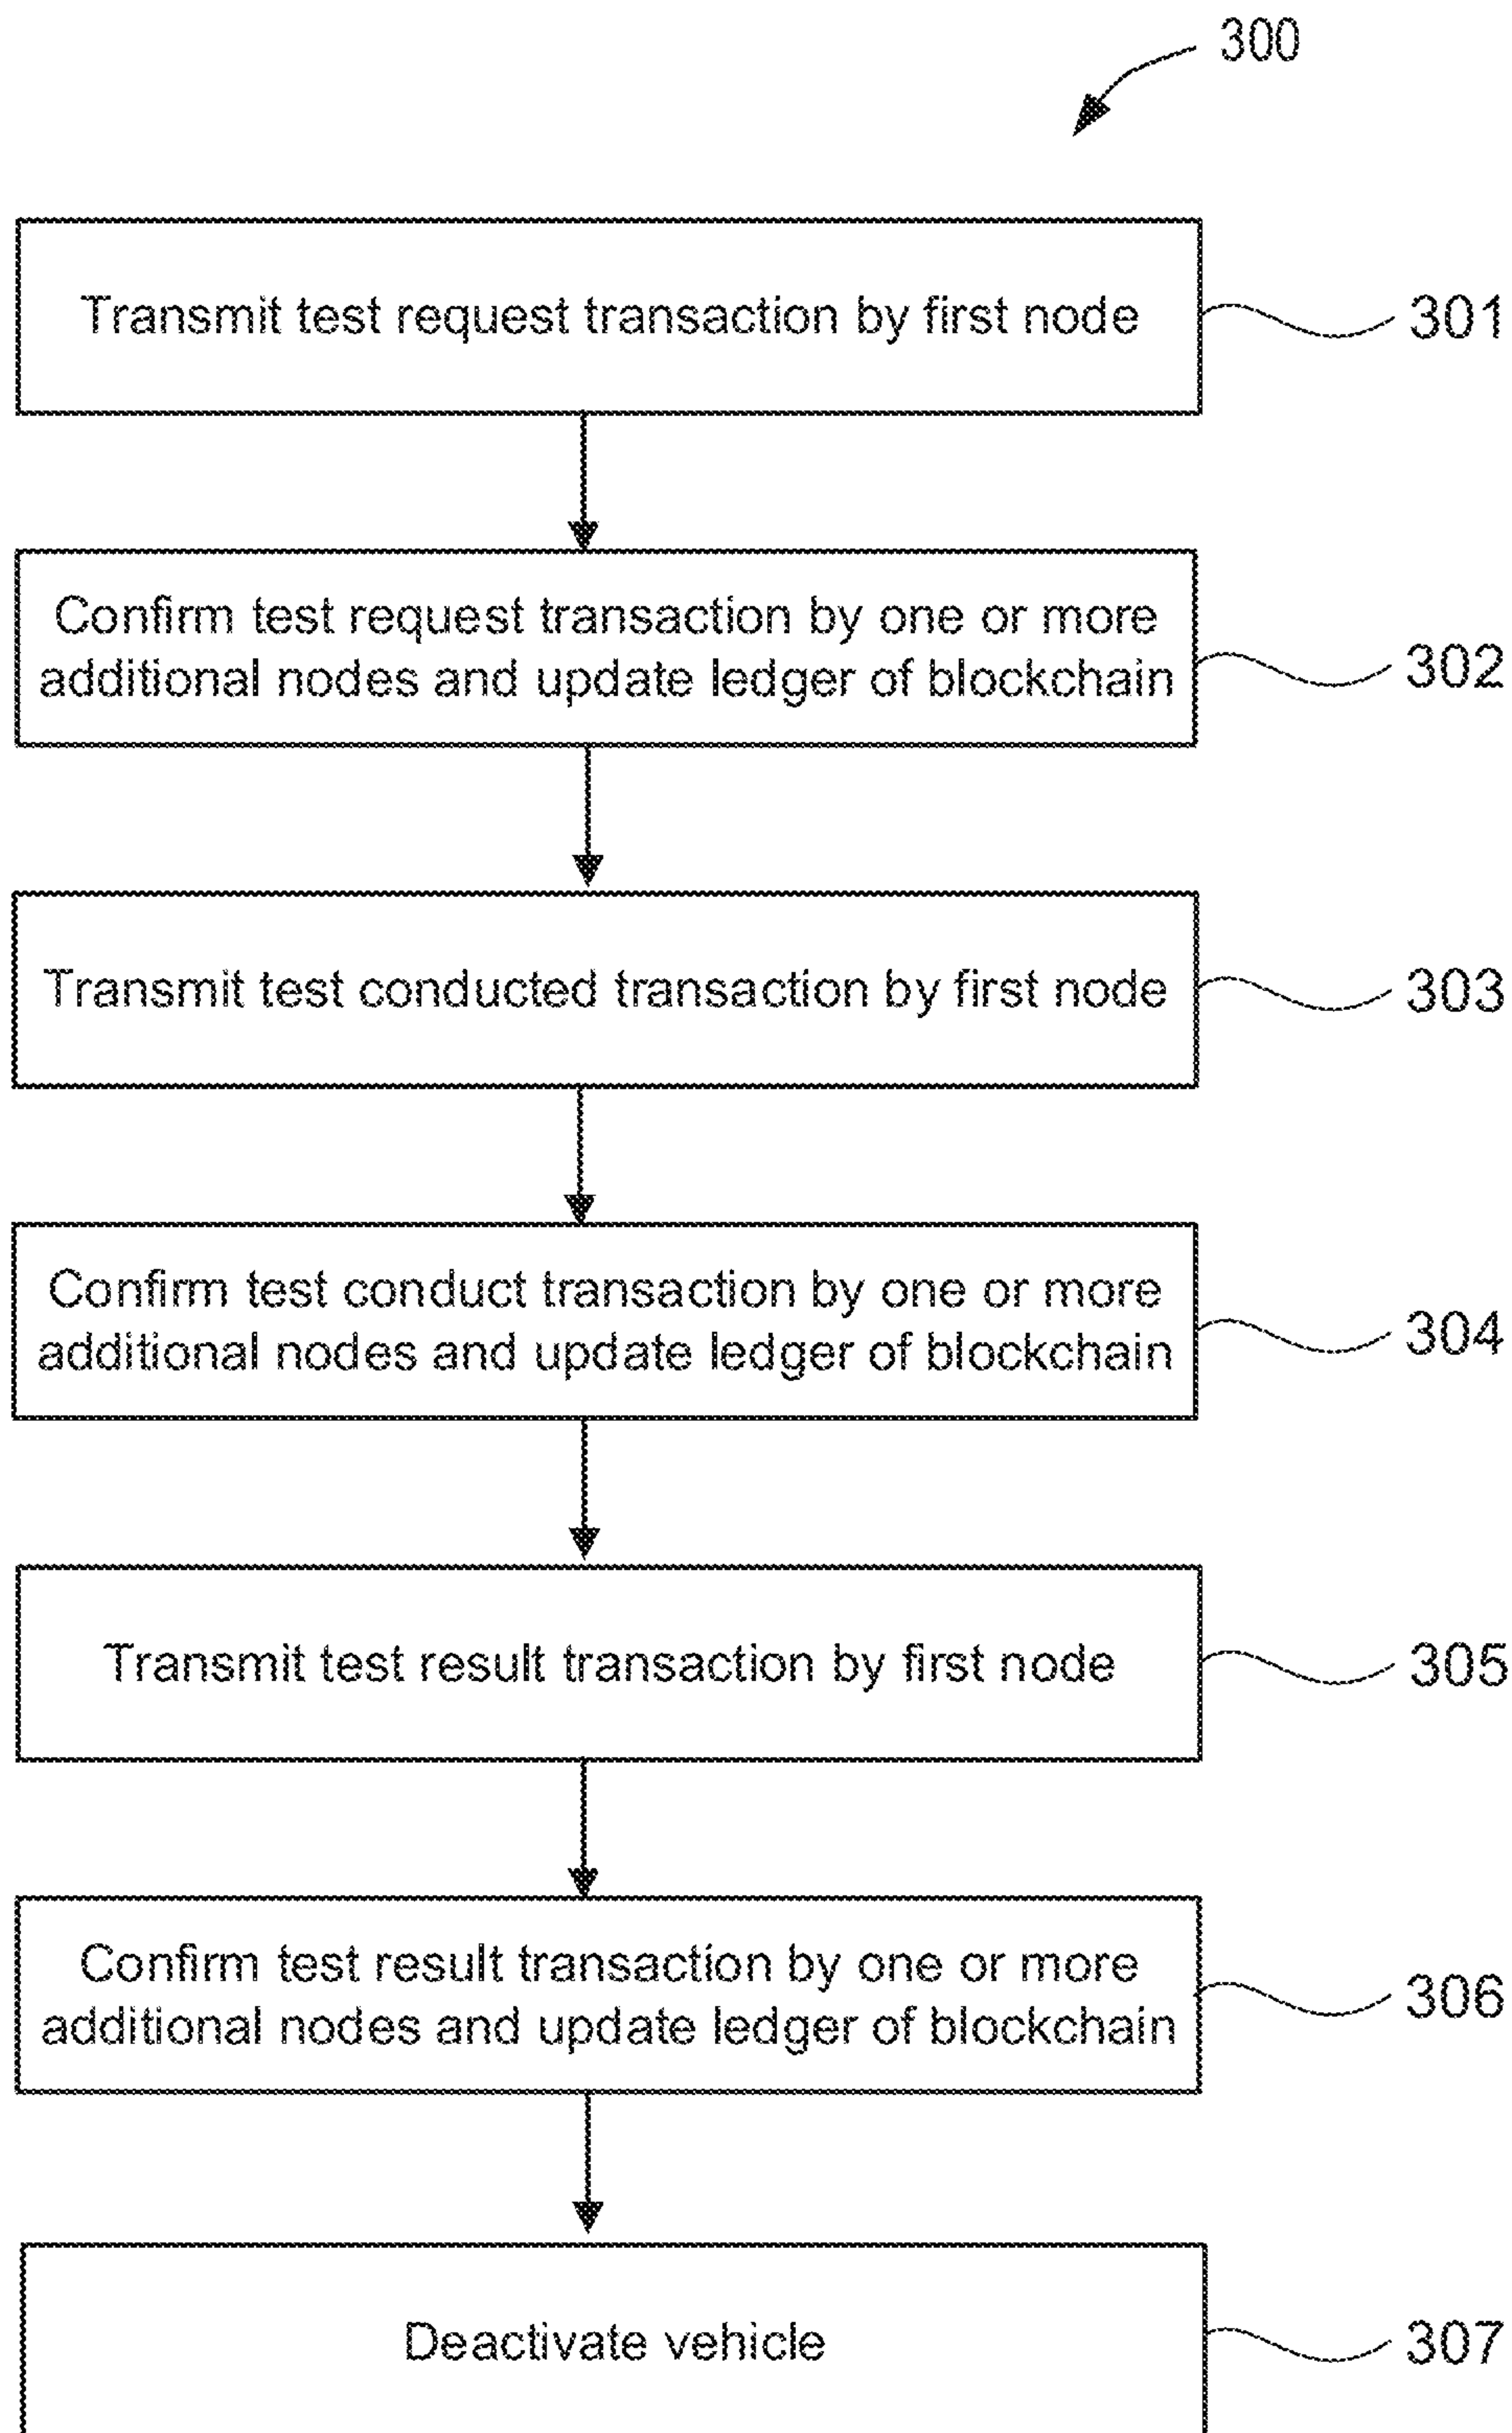 300
Transmit test request transaction by first node
301
Confirm test request transaction by one or more
additional nodes and update ledger of blockchain
302
Transmit test conducted transaction by first node
303
Confirm test conduct transaction by one or more
additional nodes and update ledger of blockchain
304
Transmit test result transaction by first node
305
Confirm test result transaction by one or more
additional nodes and update ledger of blockchain
306
Deactivate vehicle
307